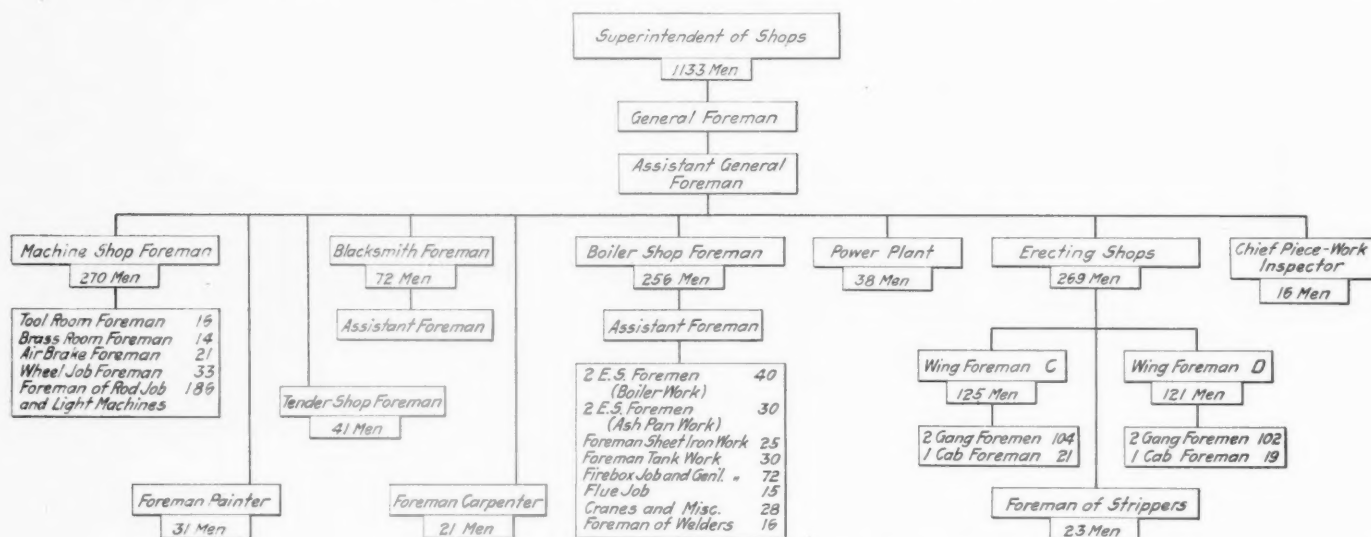 Superintendent of Shops
1133 Men
General Foreman
Assistant General
Foreman
Machine Shop Foreman
270 Men
Tool Room Foreman 16
Brass Room Foreman 14
Air Brake Foreman 21
Wheel Job Foreman 33
Foreman of Rod Job 186
and Light Machines
Foreman Painter
31 Men
Tender Shop Foreman
41 Men
Blacksmith Foreman
72 Men
Assistant Foreman
Foreman Carpenter
21 Men
Boiler Shop Foreman
256 Men
Assistant Foreman
2 E.S. Foremen 40
(Boiler Work)
2 E.S. Foremen 30
(Ash Pan Work)
Foreman Sheet Iron Work 25
Foreman Tank Work 30
Firebox Job and Gen'l. " 72
Flue Job 15
Cranes and Misc. 28
Foreman of Welders 16
Power Plant
38 Men
Erecting Shops
269 Men
Wing Foreman C
125 Men
2 Gang Foremen 104
1 Cab Foreman 21
Wing Foreman D
121 Men
2 Gang Foremen 102
1 Cab Foreman 19
Foreman of Strippers
23 Men
Chief Piece-Work
Inspector
16 Men